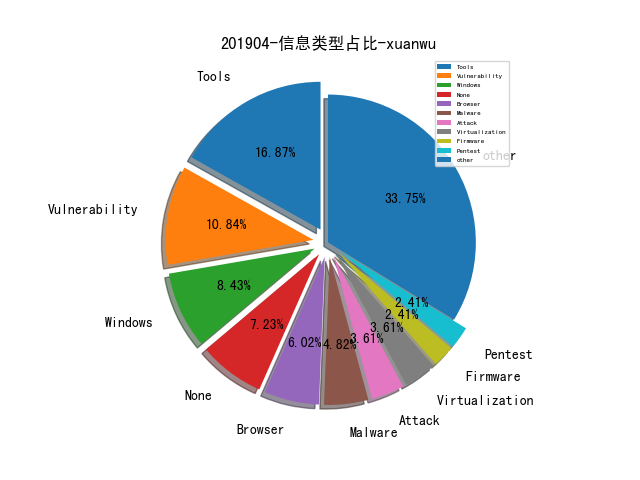 201904-信息类型占比-xuanwu
Tools
Vulnerability
Windows
None
Browser
Malware
Attack
Virtualization
Firmware
Pentest
other
Tools
16.87%
Vulnerability
10.84%
Windows
8.43%
None
7.23%
Browser
6.02%
Malware
4.82%
Attack
3.61%
Virtualization
3.61%
Firmware
2.41%
Pentest
2.41%
other
33.75%